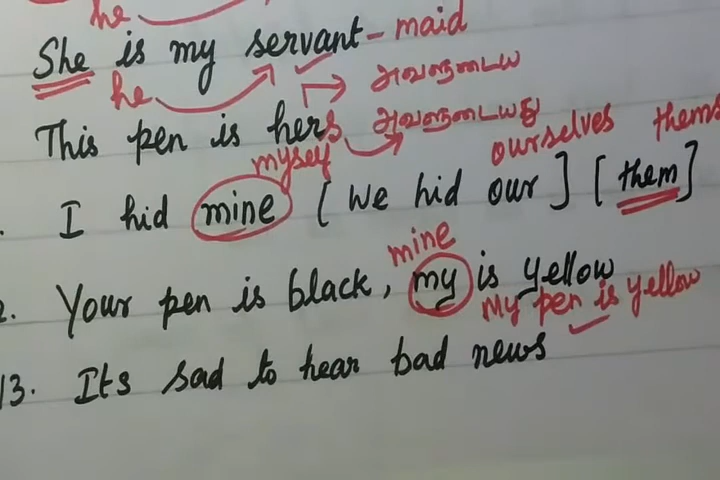 he
She is my servant - maid
he → அவளுடைய
This pen is hers அவளுடையது
myself ourselves thems
. I hid mine [ We hid our ] [ them ]
mine
2. Your pen is black, my is yellow
My pen is yellow
13. Its sad to hear bad news